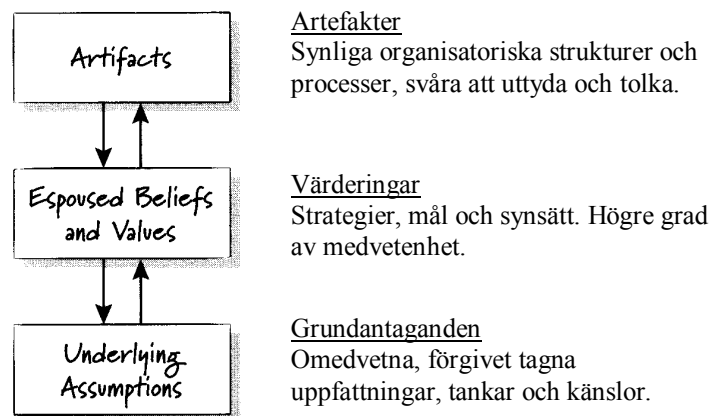 Artifacts
Artefakter
Synliga organisatoriska strukturer och
processer, svåra att uttyda och tolka.
Espoused Beliefs
and Values
Värderingar
Strategier, mål och synsätt. Högre grad
av medvetenhet.
Underlying
Assumptions
Grundantaganden
Omedvetna, förgivet tagna
uppfattningar, tankar och känslor.